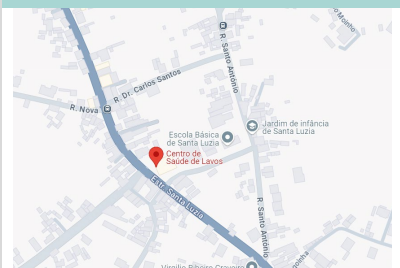 Moinho
R. Santo António
R. Dr. Carlos Santos
R. Nova
Jardim de infância
de Santa Luzia
Escola Básica
de Santa Luzia
Centro de
Saúde de Lavos
Estr. Santa Luzia
R. Santo António
Virgílio Ribeiro Craveiro